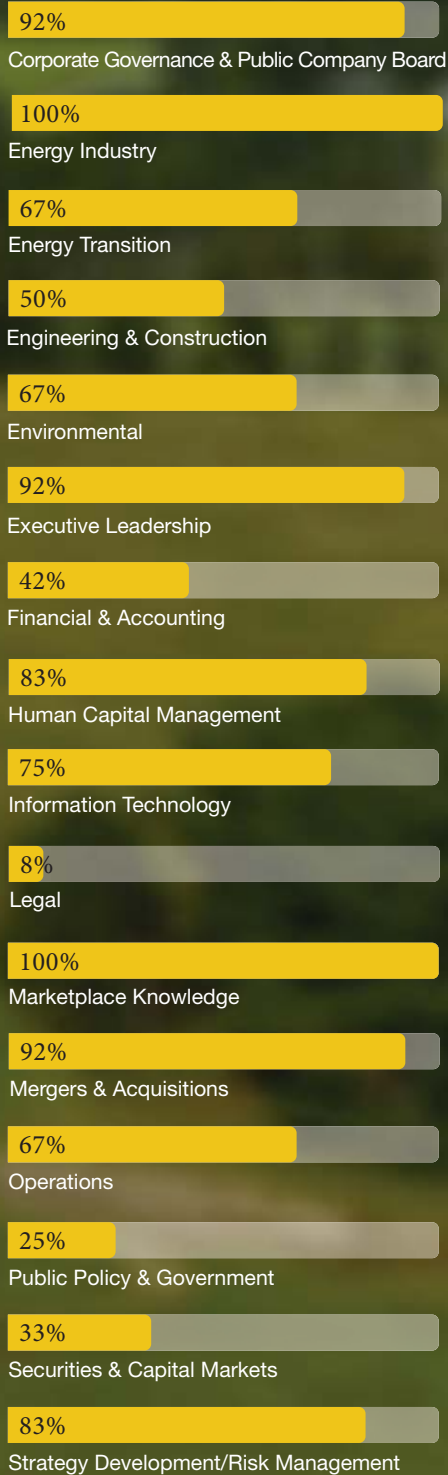 92%
Corporate Governance & Public Company Board
100%
Energy Industry
67%
Energy Transition
50%
Engineering & Construction
67%
Environmental
92%
Executive Leadership
42%
Financial & Accounting
83%
Human Capital Management
75%
Information Technology
8%
Legal
100%
Marketplace Knowledge
92%
Mergers & Acquisitions
67%
Operations
25%
Public Policy & Government
33%
Securities & Capital Markets
83%
Strategy Development/Risk Management